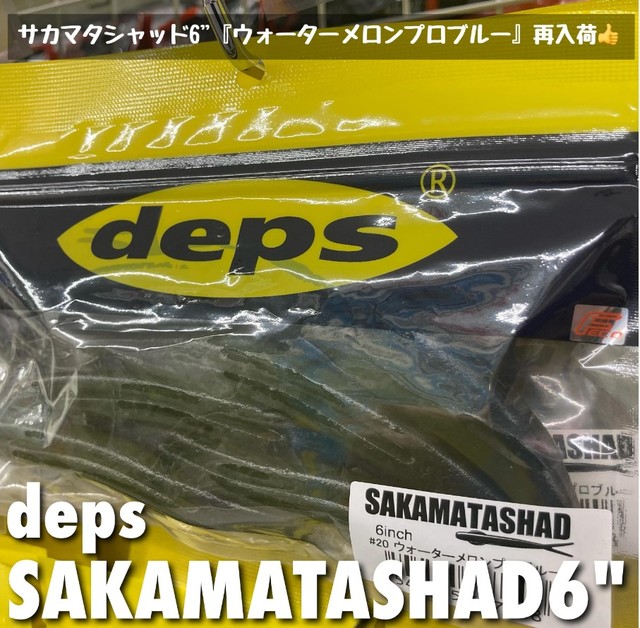 サカマタシャッド6”『ウォーターメロンプロブルー』再入荷👍
deps®
SAKAMATASHAD
6inch
#20 ウォーターメロンプ
deps
SAKAMATASHAD6"